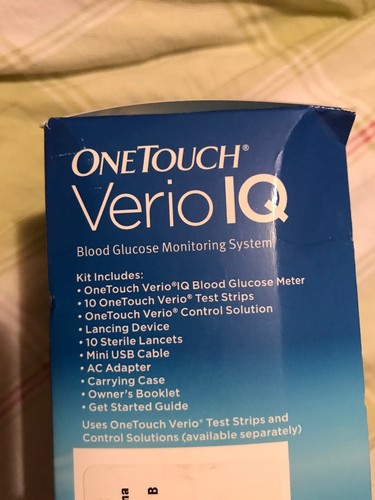 ONETOUCH®
Verio IQ
Blood Glucose Monitoring System
Kit Includes:
• OneTouch Verio®IQ Blood Glucose Meter
• 10 OneTouch Verio® Test Strips
• OneTouch Verio® Control Solution
• Lancing Device
• 10 Sterile Lancets
• Mini USB Cable
• AC Adapter
• Carrying Case
• Owner's Booklet
• Get Started Guide
Uses OneTouch Verio® Test Strips and
Control Solutions (available separately)
B